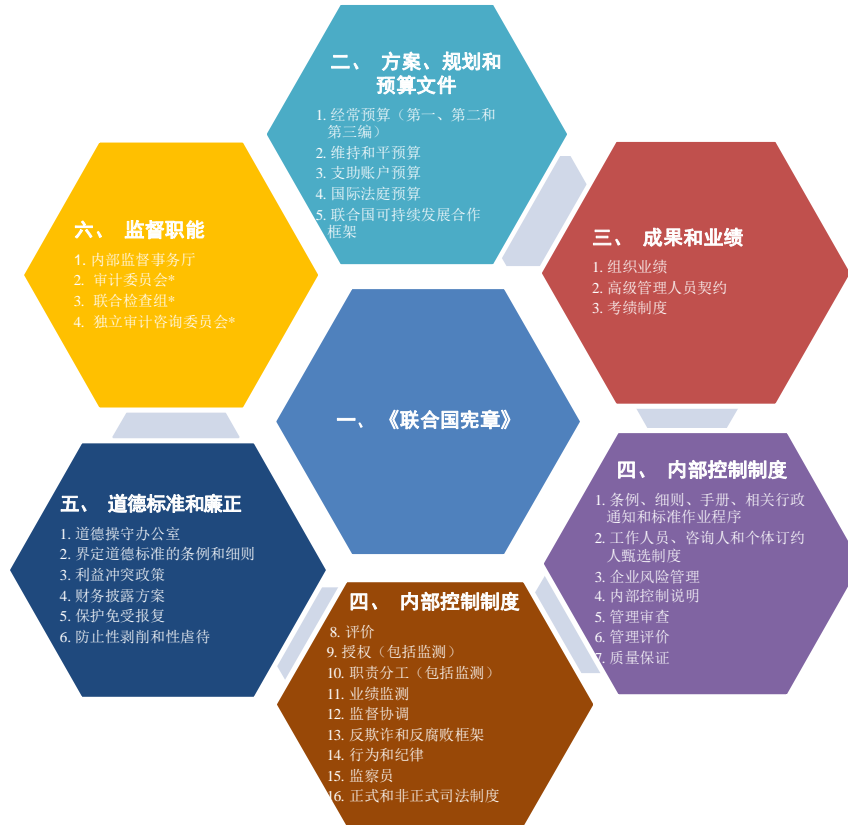 一、《联合国宪章》
二、 方案、规划和
预算文件
1. 经常预算（第一、第二和
第三编）
2. 维持和平预算
3. 支助账户预算
4. 国际法庭预算
5. 联合国可持续发展合作
框架
三、 成果和业绩
1. 组织业绩
2. 高级管理人员契约
3. 考绩制度
四、 内部控制制度
1. 条例、细则、手册、相关行政
通知和标准作业程序
2. 工作人员、咨询人和个体订约
人甄选制度
3. 企业风险管理
4. 内部控制说明
5. 管理审查
6. 管理评价
7. 质量保证
四、 内部控制制度
8. 评价
9. 授权（包括监测）
10. 职责分工（包括监测）
11. 业绩监测
12. 监督协调
13. 反欺诈和反腐败框架
14. 行为和纪律
15. 监察员
16. 正式和非正式司法制度
五、 道德标准和廉正
1. 道德操守办公室
2. 界定道德标准的条例和细则
3. 利益冲突政策
4. 财务披露方案
5. 保护免受报复
6. 防止性剥削和性虐待
六、 监督职能
1. 内部监督事务厅
2. 审计委员会*
3. 联合检查组*
4. 独立审计咨询委员会*